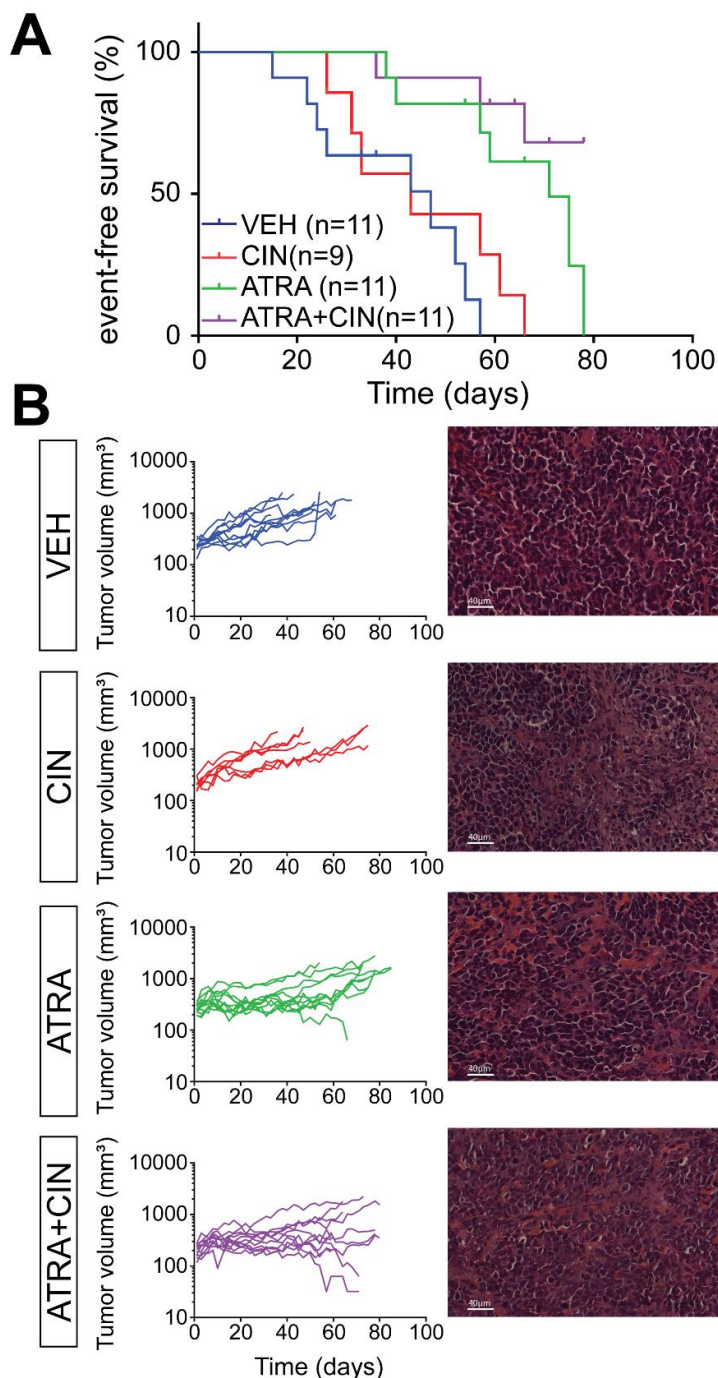 A
event-free survival (%)
100
50
0
VEH (n=11)
CIN(n=9)
ATRA (n=11)
ATRA+CIN(n=11)
0 20 40 60 80 100
Time (days)
B
VEH
Tumor volume (mm³)
10000
1000
100
10
0 20 40 60 80 100
40μm
CIN
Tumor volume (mm³)
10000
1000
100
10
0 20 40 60 80 100
40μm
ATRA
Tumor volume (mm³)
10000
1000
100
10
0 20 40 60 80 100
40μm
ATRA+CIN
Tumor volume (mm³)
10000
1000
100
10
0 20 40 60 80 100
Time (days)
40μm